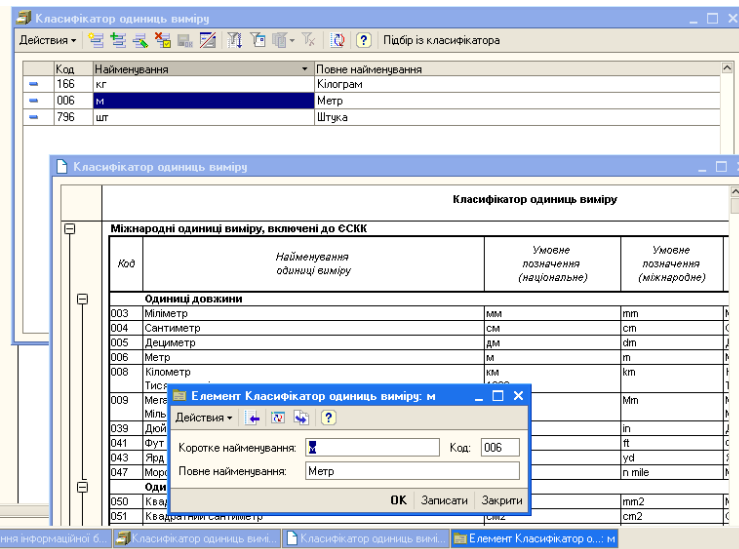 Класифікатор одиниць виміру
Действия Підбір із класифікатора
Код Найменування Повне найменування
166 кг Кілограм
006 м Метр
796 шт Штука
Класифікатор одиниць виміру
Класифікатор одиниць виміру
Міжнародні одиниці виміру, включені до ЄСКК
Код Найменування одиниці виміру Умовне позначення (національне) Умовне позначення (міжнародне)
Одиниці довжини
003 Міліметр мм mm
004 Сантиметр см cm
005 Дециметр дм dm
006 Метр м m
008 Кілометр км km
009 Mm
039 in
041 Фут ft
043 Ярд yd
047 n mile
050 mm2
051 Квадратний сантиметр см2 cm2
Елемент Класифікатор одиниць виміру: м
Действия
Коротке найменування: м Код: 006
Повне найменування: Метр
OK Записати Закрити
ння інформаційної б... Класифікатор одиниць вимі... Класифікатор одиниць вимі... Елемент Класифікатор о...: м